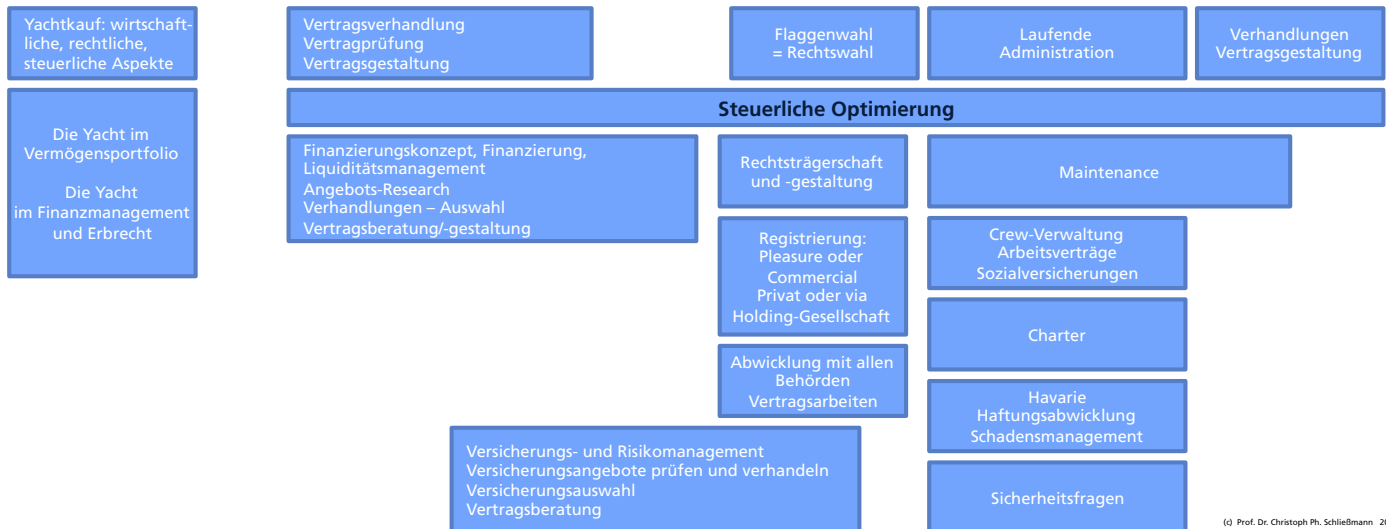 Yachtkauf: wirtschaft-
liche, rechtliche,
steuerliche Aspekte
Vertragsverhandlung
Vertragprüfung
Vertragsgestaltung
Flaggenwahl
= Rechtswahl
Laufende
Administration
Verhandlungen
Vertragsgestaltung
Die Yacht im
Vermögensportfolio
Die Yacht
im Finanzmanagement
und Erbrecht
Steuerliche Optimierung
Finanzierungskonzept, Finanzierung,
Liquiditätsmanagement
Angebots-Research
Verhandlungen – Auswahl
Vertragsberatung/-gestaltung
Rechtsträgerschaft
und -gestaltung
Maintenance
Registrierung:
Pleasure oder
Commercial
Privat oder via
Holding-Gesellschaft
Crew-Verwaltung
Arbeitsverträge
Sozialversicherungen
Charter
Abwicklung mit allen
Behörden
Vertragsarbeiten
Havarie
Haftungsabwicklung
Schadensmanagement
Versicherungs- und Risikomanagement
Versicherungsangebote prüfen und verhandeln
Versicherungsauswahl
Vertragsberatung
Sicherheitsfragen
(c) Prof. Dr. Christoph Ph. Schließmann